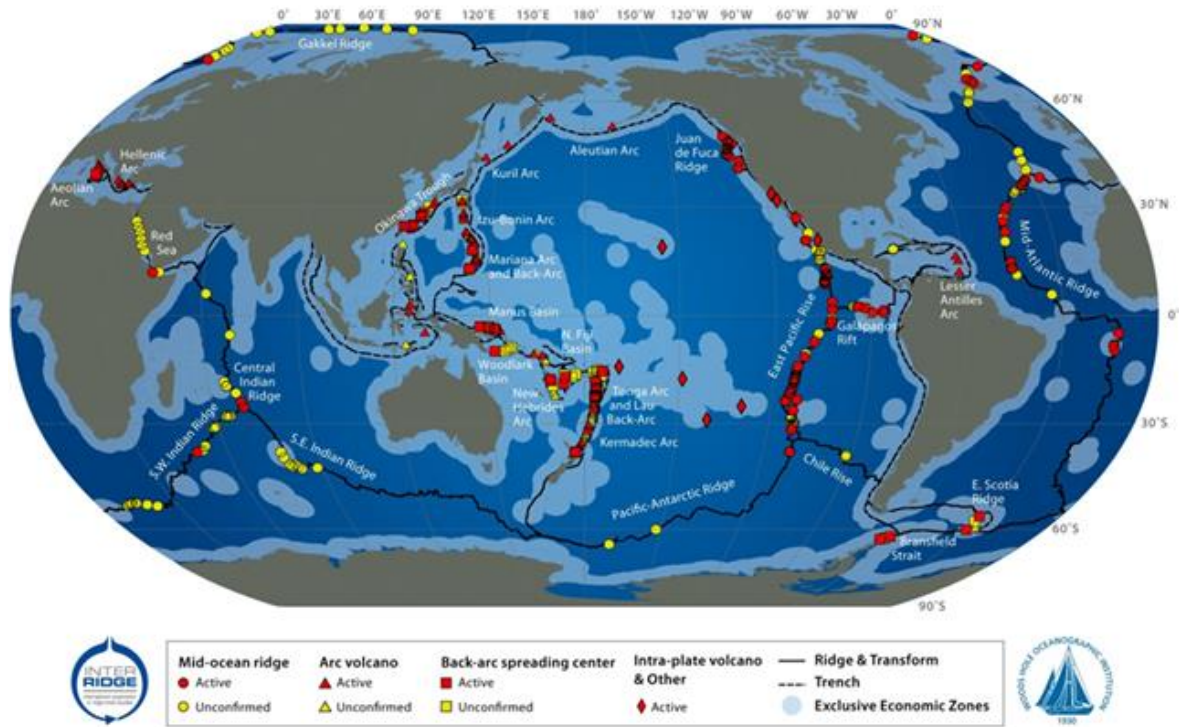 0° 30°E 60°E 90°E 120°E 150°E 180°E 150°W 120°W 90°W 60°W 30°W 0° 90°N
Gakkel Ridge
60°N
Juan
de Fuca
Ridge
Aleutian Arc
Hellenic
Arc
Aeolian
Arc
Kuril Arc
Okinawa Trough
30°N
Izu-Bonin Arc
Red
Sea
Mid-Atlantic Ridge
Mariana Arc
and Back-Arc
Lesser
Antilles
Arc
Manus Basin
0°
East Pacific Rise
Galapagos
Rift
N. Fiji
Basin
Woodlark
Basin
Central
Indian
Ridge
New
Hebrides
Arc
Tonga Arc
and Lau
Back-Arc
30°S
S.W. Indian Ridge
S.E. Indian Ridge
Kermadec Arc
Chile Rise
Pacific-Antarctic Ridge
E. Scotia
Ridge
60°S
Bransfield
Strait
90°S
INTER
RIDGE
Mid-ocean ridge
Active
Unconfirmed
Arc volcano
Active
Unconfirmed
Back-arc spreading center
Active
Unconfirmed
Intra-plate volcano
& Other
Active
Ridge & Transform
Trench
Exclusive Economic Zones
WOODS HOLE OCEANOGRAPHIC INSTITUTION
1930